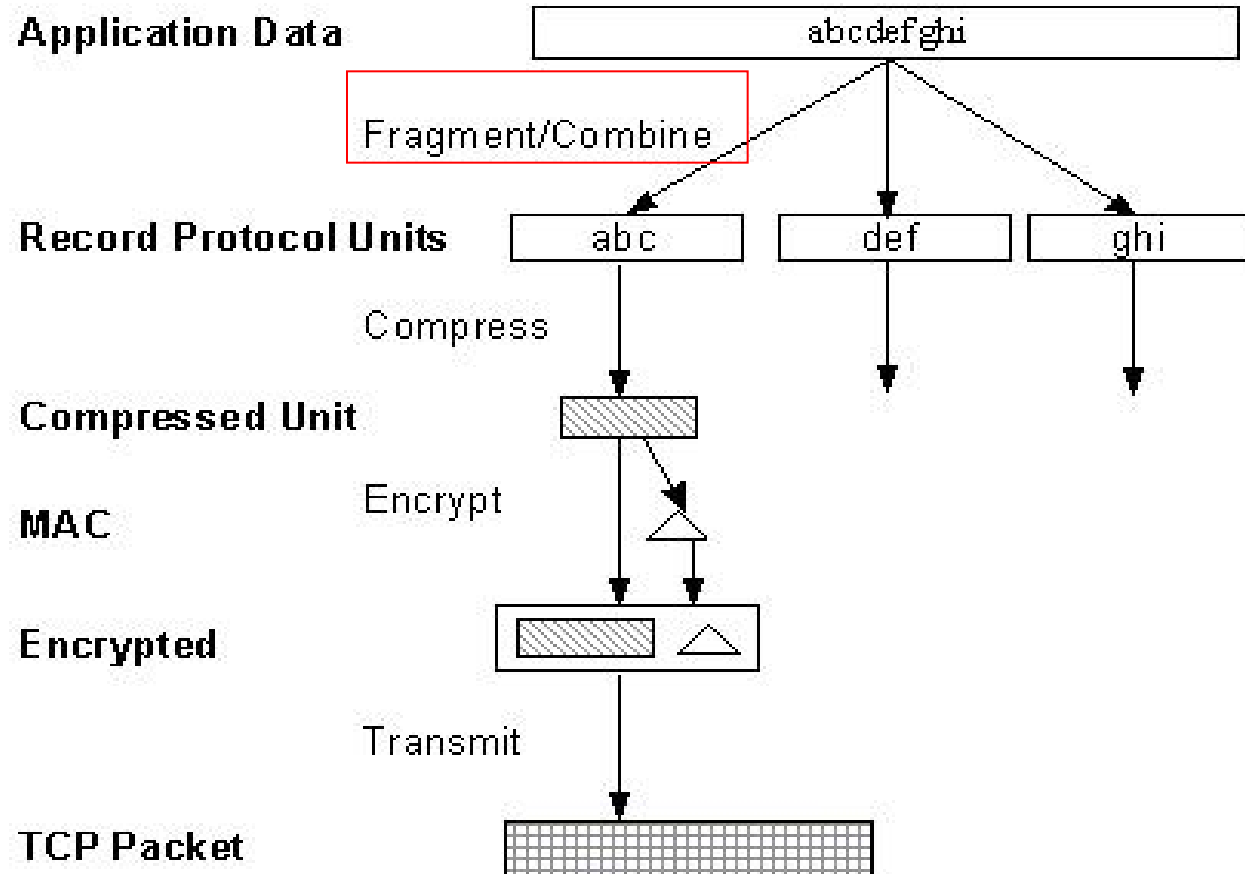 Application Data
abcdefghi
Fragment/Combine
Record Protocol Units
abc
def
ghi
Compress
Compressed Unit
Encrypt
MAC
Encrypted
Transmit
TCP Packet